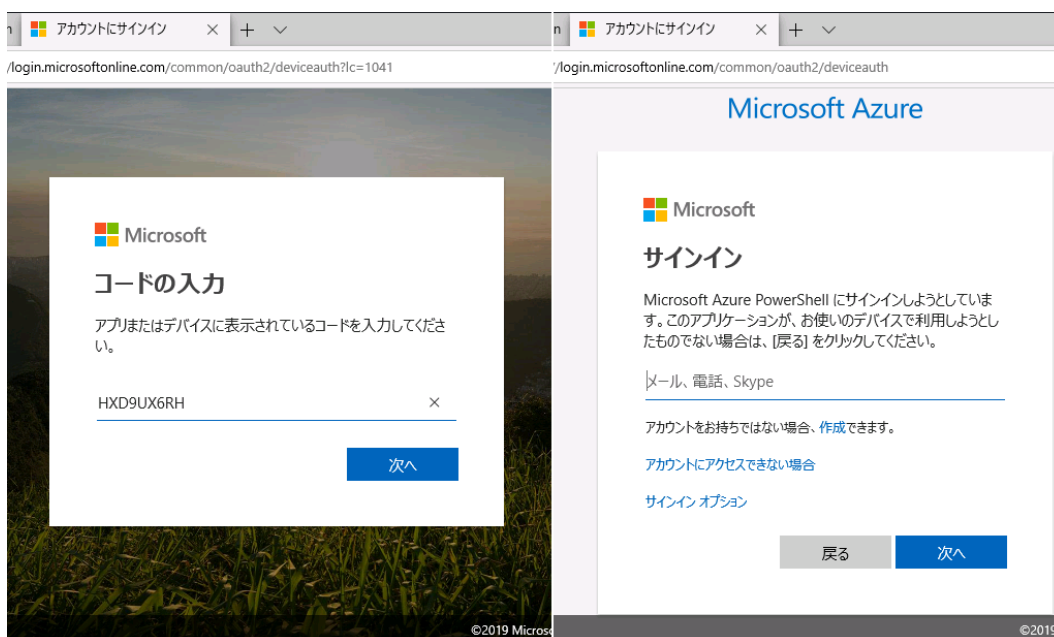 アカウントにサインイン
/login.microsoftonline.com/common/oauth2/deviceauth?lc=1041
Microsoft
コードの入力
アプリまたはデバイスに表示されているコードを入力してくださ
い。
HXD9UX6RH
次へ
©2019 Microso
n
アカウントにサインイン
/login.microsoftonline.com/common/oauth2/deviceauth
Microsoft Azure
Microsoft
サインイン
Microsoft Azure PowerShell にサインインしようとしていま
す。このアプリケーションが、お使いのデバイスで利用しようとし
たものでない場合は、[戻る] をクリックしてください。
メール、電話、Skype
アカウントをお持ちではない場合、作成できます。
アカウントにアクセスできない場合
サインイン オプション
戻る
次へ
©2019